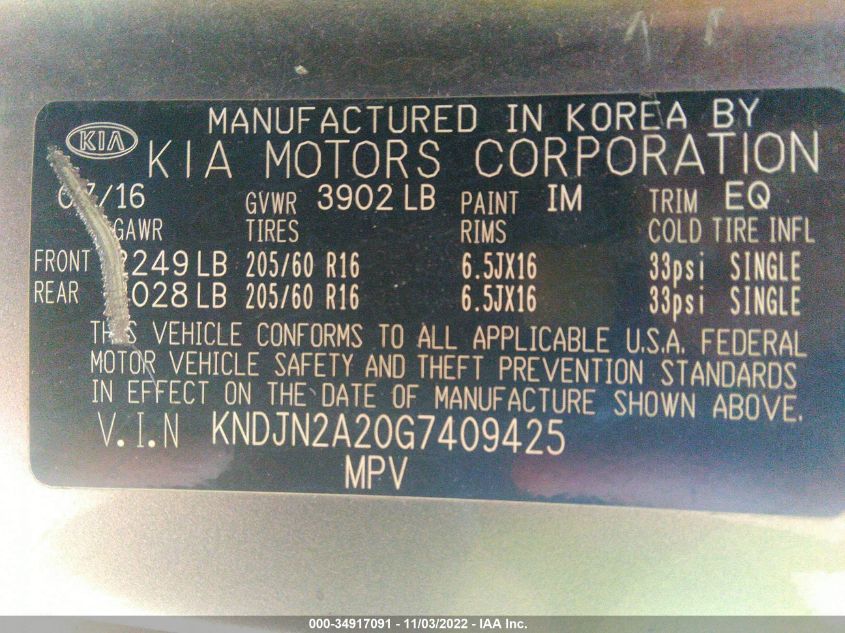 MANUFACTURED IN KOREA BY
KIA KIA MOTORS CORPORATION
/16 GVWR 3902 LB PAINT IM TRIM EQ
GAWR TIRES RIMS COLD TIRE INFL
FRONT 2249 LB 205/60 R16 6.5JX16 33psi SINGLE
REAR 028 LB 205/60 R16 6.5JX16 33psi SINGLE
THIS VEHICLE CONFORMS TO ALL APPLICABLE U.S.A. FEDERAL
MOTOR VEHICLE SAFETY AND THEFT PREVENTION STANDARDS
IN EFFECT ON THE DATE OF MANUFACTURE SHOWN ABOVE.
V.I.N KNDJN2A20G7409425
MPV
000-34917091 - 11/03/2022 - IAA Inc.